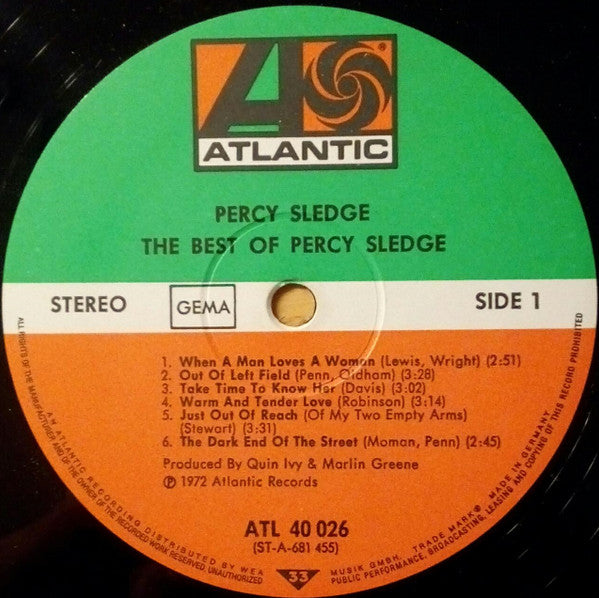 ATLANTIC
PERCY SLEDGE
THE BEST OF PERCY SLEDGE
STEREO
GEMA
SIDE 1
1. When A Man Loves A Woman (Lewis, Wright) (2:51)
2. Out Of Left Field (Penn, Oldham) (3:28)
3. Take Time To Know Her (Davis) (3:02)
4. Warm And Tender Love (Robinson) (3:14)
5. Just Out Of Reach (Of My Two Empty Arms)
(Stewart) (3:31)
6. The Dark End Of The Street (Moman, Penn) (2:45)
Produced By Quin Ivy & Marlin Greene
℗ 1972 Atlantic Records
ATL 40 026
(ST-A-681 455)
33
ALL RIGHTS OF THE MANUFACTURER AND OF THE OWNER OF THE RECORDED WORK RESERVED. UNAUTHORIZED
PUBLIC PERFORMANCE, BROADCASTING, LEASING AND COPYING OF THIS RECORD PROHIBITED
AN ATLANTIC RECORDING DISTRIBUTED BY WEA
MUSIK GMBH. TRADE MARK® MADE IN GERMANY